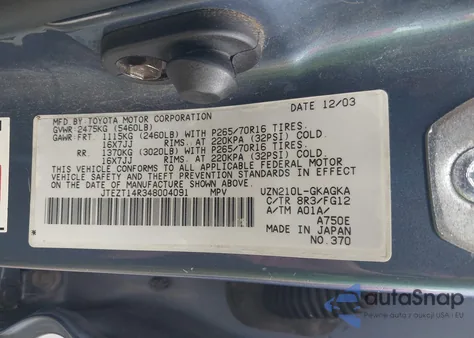 MFD BY: TOYOTA MOTOR CORPORATION DATE 12/03
GVWR 2475KG (5460LB)
GAWR FRT. 1115KG (2460LB) WITH P265/70R16 TIRES.
16X7JJ RIMS. AT 220KPA (32PSI) COLD.
RR. 370KG (3020LB) WITH P265/70R16 TIRES.
16X7JJ RIMS. AT 220KPA (32PSI) COLD.
THIS VEHICLE CONFORMS TO ALL APPLICABLE FEDERAL MOTOR
VEHICLE SAFETY AND THEFT PREVENTION STANDARDS IN
EFFECT ON THE DATE OF MANUFACTURE SHOWN ABOVE.
JTEZT14R348004091 MPV UZN210L-GKAGKA
C/TR 8R3/FG12
A/TM A01A/
A750E
MADE IN JAPAN
NO.370
autoSnap